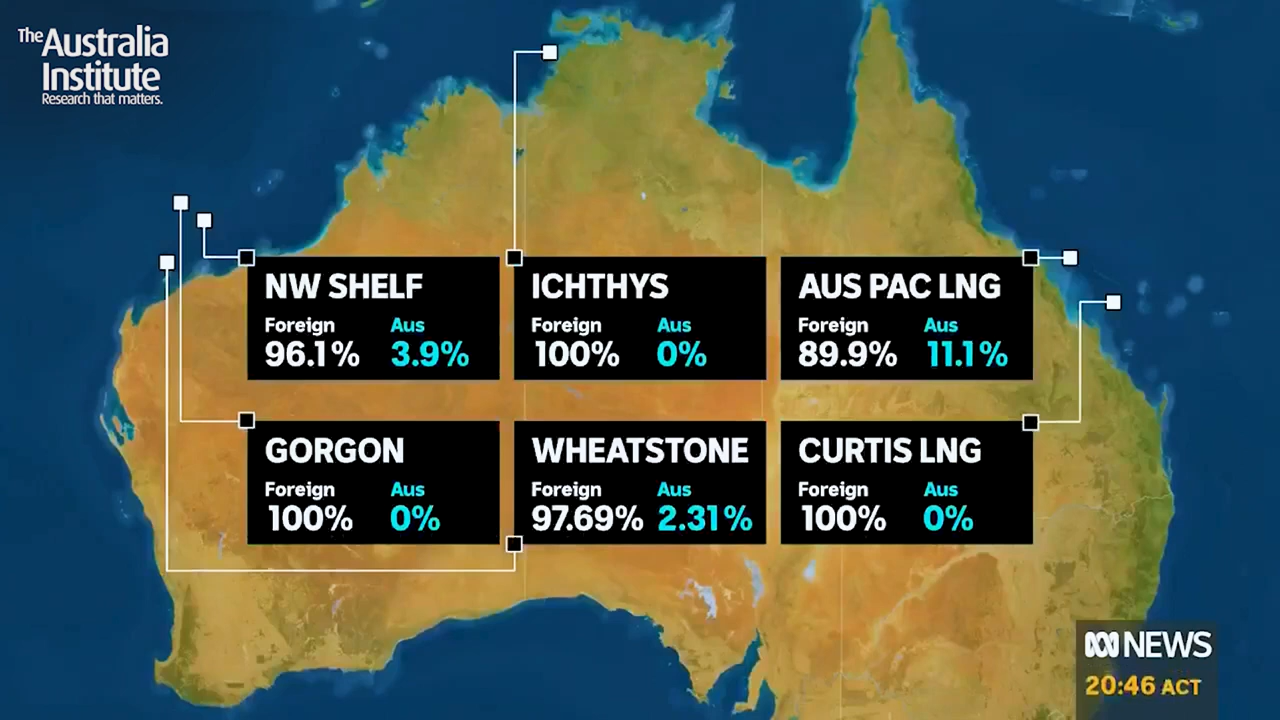 The Australia
Institute
Research that matters.
NW SHELF
Foreign Aus
96.1% 3.9%
ICHTHYS
Foreign Aus
100% 0%
AUS PAC LNG
Foreign Aus
89.9% 11.1%
GORGON
Foreign Aus
100% 0%
WHEATSTONE
Foreign Aus
97.69% 2.31%
CURTIS LNG
Foreign Aus
100% 0%
NEWS
20:46 ACT